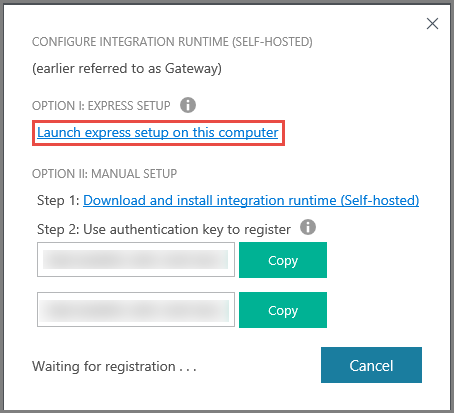 CONFIGURE INTEGRATION RUNTIME (SELF-HOSTED)
(earlier referred to as Gateway)
OPTION I: EXPRESS SETUP
Launch express setup on this computer
OPTION II: MANUAL SETUP
Step 1: Download and install integration runtime (Self-hosted)
Step 2: Use authentication key to register
Copy
Copy
Waiting for registration . . .
Cancel